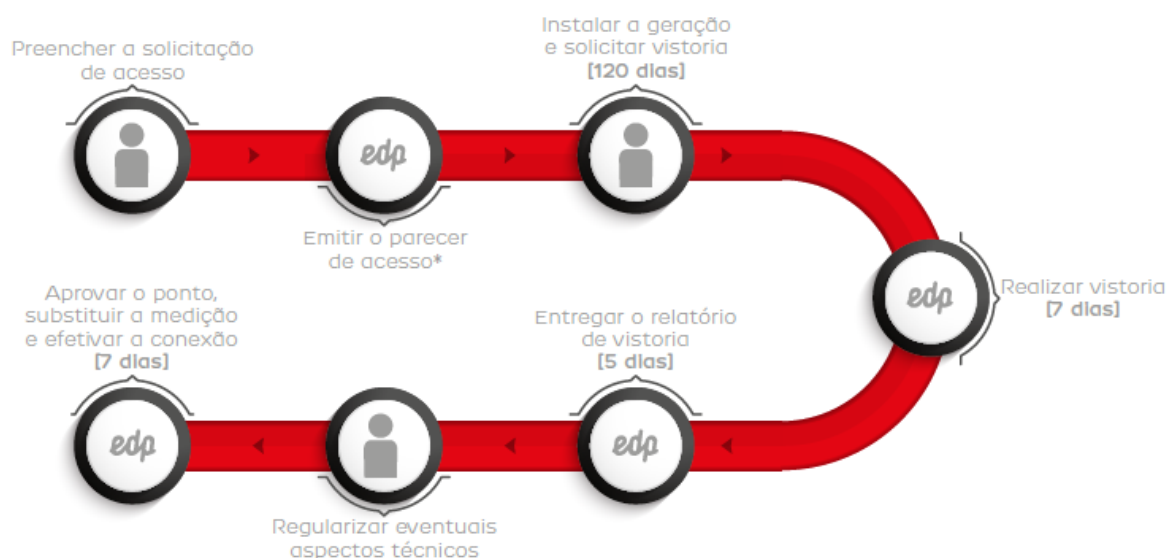 Preencher a solicitação
de acesso
edp
Emitir o parecer
de acesso*
Instalar a geração
e solicitar vistoria
[120 dias]
edp
Realizar vistoria
[7 dias]
Entregar o relatório
de vistoria
[5 dias]
edp
Regularizar eventuais
aspectos técnicos
Aprovar o ponto,
substituir a medição
e efetivar a conexão
[7 dias]
edp